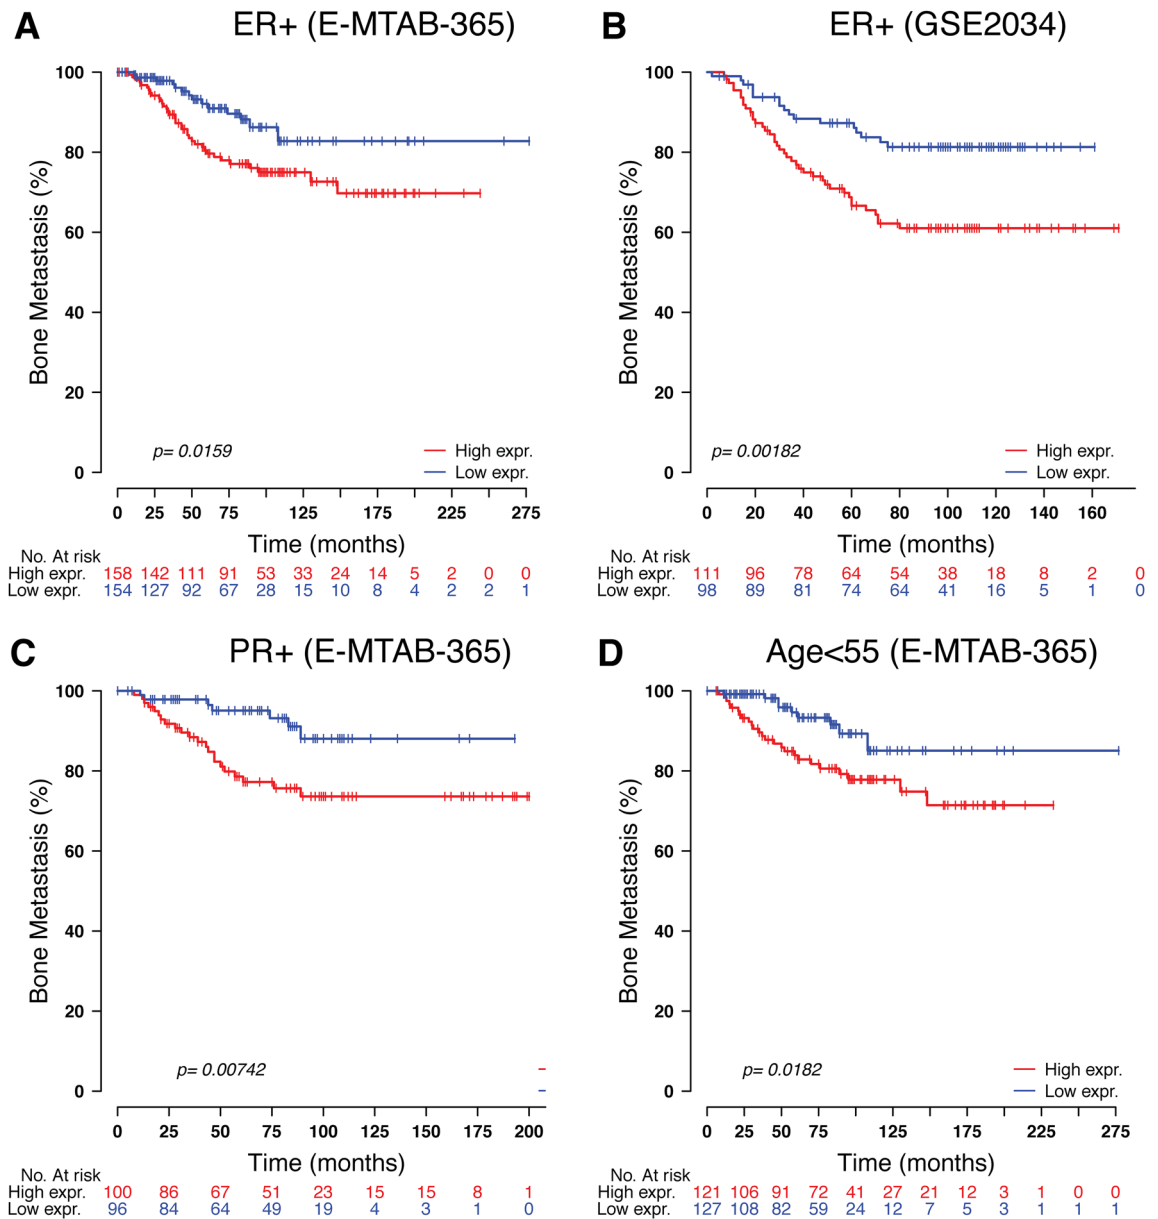 A ER+ (E-MTAB-365)
100
80
60
40
20
0
Bone Metastasis (%)
p= 0.0159
High expr.
Low expr.
0 25 50 75 125 175 225 275
Time (months)
No. At risk
High expr. 158 142 111 91 53 33 24 14 5 2 0 0
Low expr. 154 127 92 67 28 15 10 8 4 2 2 1
B ER+ (GSE2034)
100
80
60
40
20
0
Bone Metastasis (%)
p= 0.00182
High expr.
Low expr.
0 20 40 60 80 100 120 140 160
Time (months)
No. At risk
High expr. 111 96 78 64 54 38 18 8 2 0
Low expr. 98 89 81 74 64 41 16 5 1 0
C PR+ (E-MTAB-365)
100
80
60
40
20
0
Bone Metastasis (%)
p= 0.00742
0 25 50 75 100 125 150 175 200
Time (months)
No. At risk
High expr. 100 86 67 51 23 15 15 8 1
Low expr. 96 84 64 49 19 4 3 1 0
D Age<55 (E-MTAB-365)
100
80
60
40
20
0
Bone Metastasis (%)
p= 0.0182
High expr.
Low expr.
0 25 50 75 125 175 225 275
Time (months)
No. At risk
High expr. 121 106 91 72 41 27 21 12 3 1 0 0
Low expr. 127 108 82 59 24 12 7 5 3 1 1 1